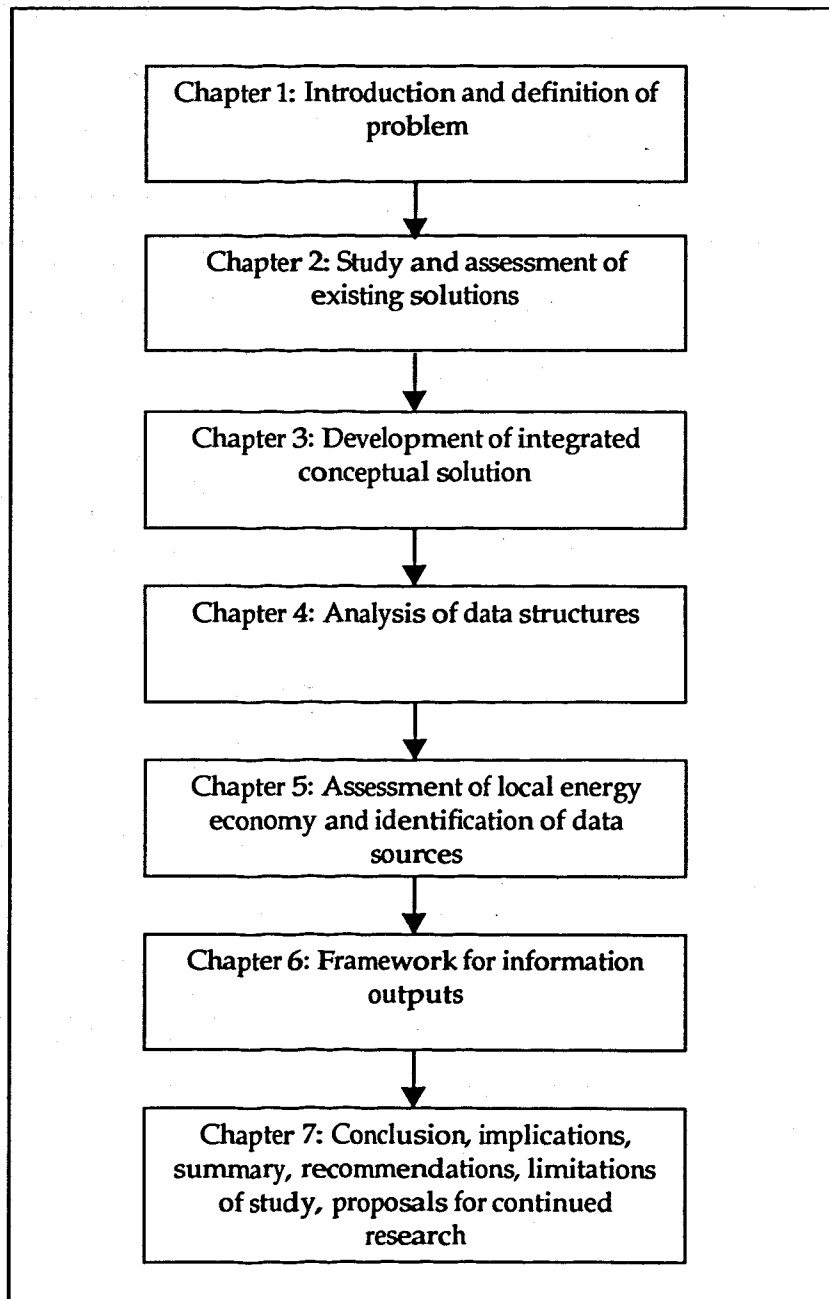 Chapter 1: Introduction and definition of
problem
Chapter 2: Study and assessment of
existing solutions
Chapter 3: Development of integrated
conceptual solution
Chapter 4: Analysis of data structures
Chapter 5: Assessment of local energy
economy and identification of data
sources
Chapter 6: Framework for information
outputs
Chapter 7: Conclusion, implications,
summary, recommendations, limitations
of study, proposals for continued
research